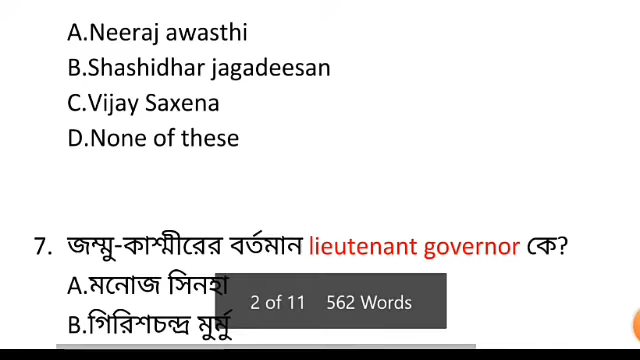 A.Neeraj awasthi
B.Shashidhar jagadeesan
C.Vijay Saxena
D.None of these
7. জম্মু-কাশ্মীরের বর্তমান lieutenant governor কে?
A.মনোজ সিনহা
2 of 11 562 Words
B.গিরিশচন্দ্র মুর্মু